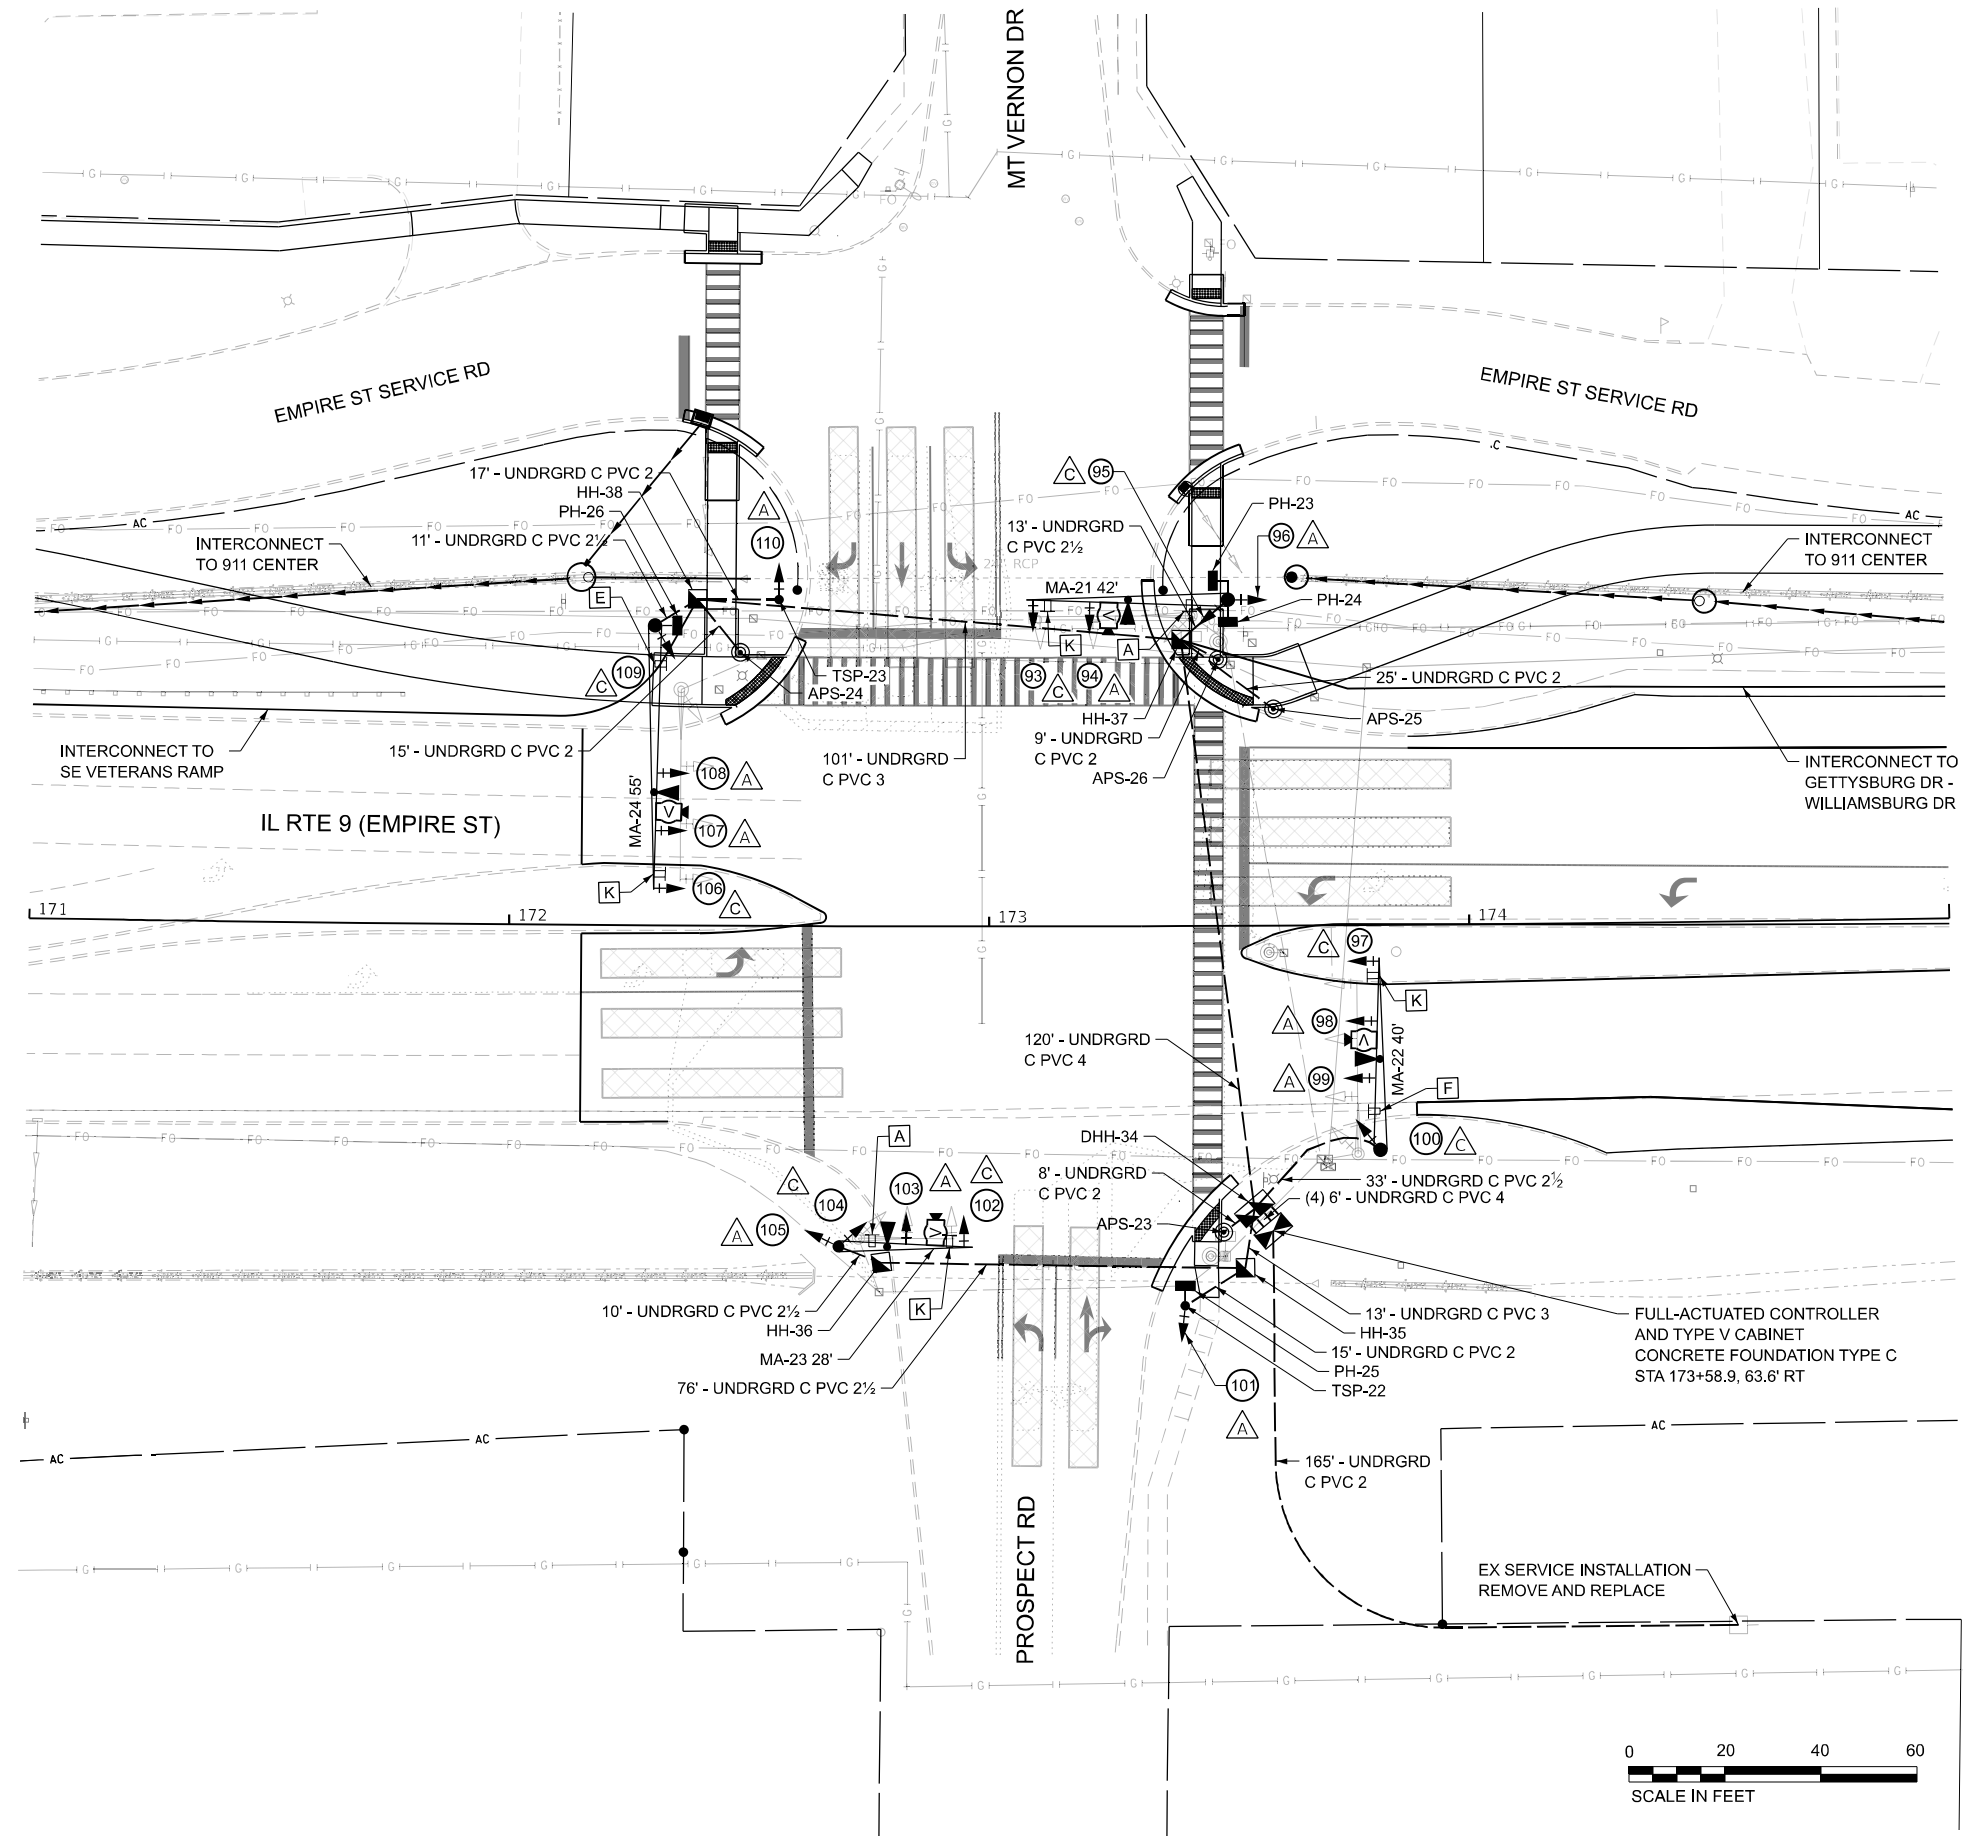 MT VERNON DR
EMPIRE ST SERVICE RD
EMPIRE ST SERVICE RD
17' - UNDRGRD C PVC 2
HH-38
PH-26
11' - UNDRGRD C PVC 2½
A
110
INTERCONNECT
TO 911 CENTER
AC
E
C
109
TSP-23
APS-24
INTERCONNECT TO
SE VETERANS RAMP
15' - UNDRGRD C PVC 2
101' - UNDRGRD
C PVC 3
C
95
13' - UNDRGRD
C PVC 2½
PH-23
96
A
MA-21 42'
PH-24
K
A
93
C
94
A
24" RCP
HH-37
9' - UNDRGRD
C PVC 2
APS-26
25' - UNDRGRD C PVC 2
APS-25
AC
INTERCONNECT
TO 911 CENTER
INTERCONNECT TO
GETTYSBURG DR -
WILLIAMSBURG DR
MA-24 55'
108
A
107
A
106
C
K
IL RTE 9 (EMPIRE ST)
171
172
173
174
C
97
K
A
98
A
99
MA-22 40'
F
100
C
120' - UNDRGRD
C PVC 4
DHH-34
8' - UNDRGRD
C PVC 2
APS-23
33' - UNDRGRD C PVC 2½
(4) 6' - UNDRGRD C PVC 4
A
C
104
103
A
C
102
A
105
10' - UNDRGRD C PVC 2½
HH-36
K
MA-23 28'
76' - UNDRGRD C PVC 2½
13' - UNDRGRD C PVC 3
HH-35
15' - UNDRGRD C PVC 2
PH-25
TSP-22
101
A
FULL-ACTUATED CONTROLLER
AND TYPE V CABINET
CONCRETE FOUNDATION TYPE C
STA 173+58.9, 63.6' RT
165' - UNDRGRD
C PVC 2
AC
AC
AC
PROSPECT RD
EX SERVICE INSTALLATION
REMOVE AND REPLACE
0 20 40 60
SCALE IN FEET